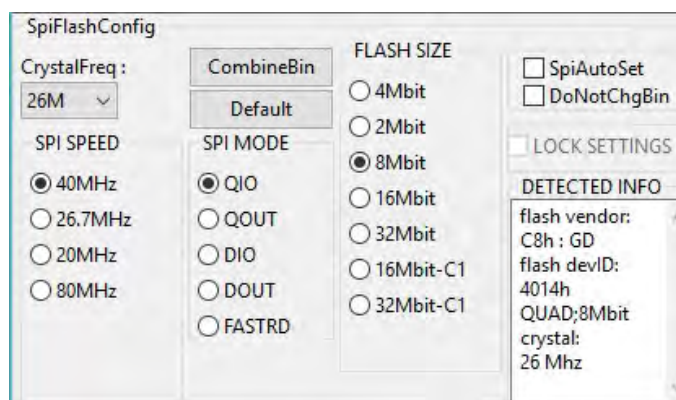 SpiFlashConfig
CrystalFreq :
26M
CombineBin
Default
SPI SPEED
40MHz
26.7MHz
20MHz
80MHz
SPI MODE
QIO
QOUT
DIO
DOUT
FASTRD
FLASH SIZE
4Mbit
2Mbit
8Mbit
16Mbit
32Mbit
16Mbit-C1
32Mbit-C1
SpiAutoSet
DoNotChgBin
LOCK SETTINGS
DETECTED INFO
flash vendor:
C8h : GD
flash devID:
4014h
QUAD;8Mbit
crystal:
26 Mhz